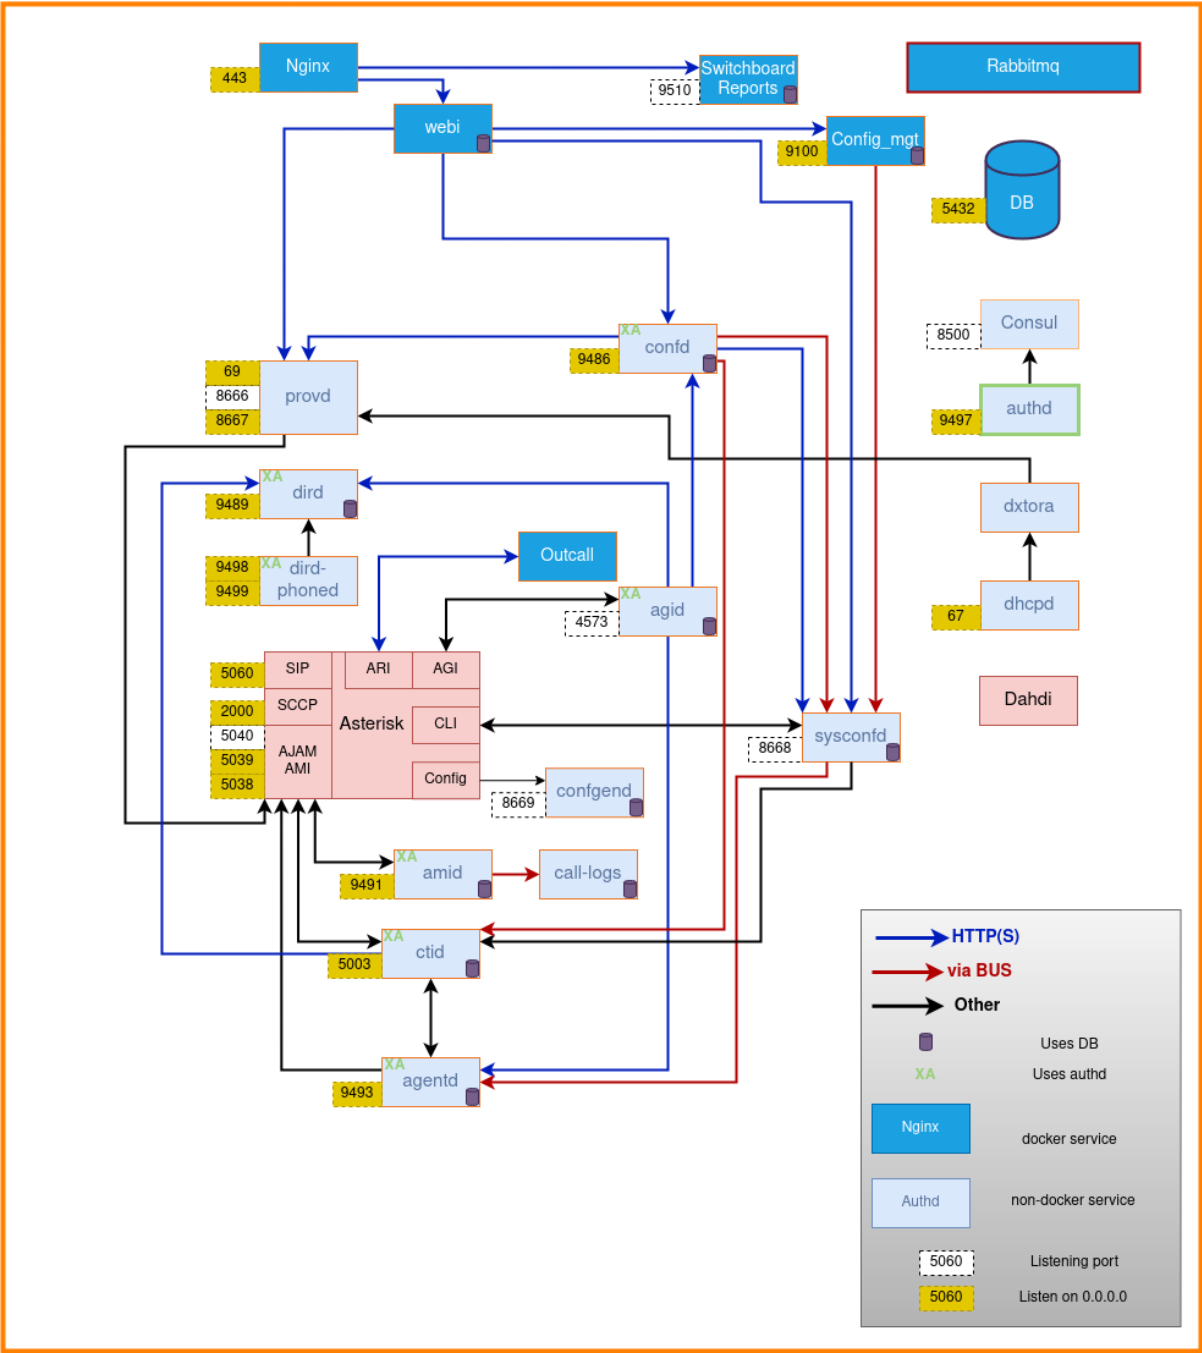 Nginx
443
Switchboard
Reports
9510
Rabbitmq
webi
Config_mgt
9100
DB
5432
XA
confd
9486
Consul
8500
69
8666
8667
provd
authd
9497
XA
dird
9489
dxtora
Outcall
9498
9499
XA
dird-
phoned
XA
agid
4573
dhcpd
67
5060
SIP
ARI
AGI
Dahdi
2000
SCCP
Asterisk
CLI
5040
5039
5038
AJAM
AMI
Config
sysconfd
8668
confgend
8669
XA
amid
9491
call-logs
XA
ctid
5003
XA
agentd
9493
HTTP(S)
via BUS
Other
Uses DB
XA
Uses authd
Nginx
docker service
Authd
non-docker service
5060
Listening port
5060
Listen on 0.0.0.0